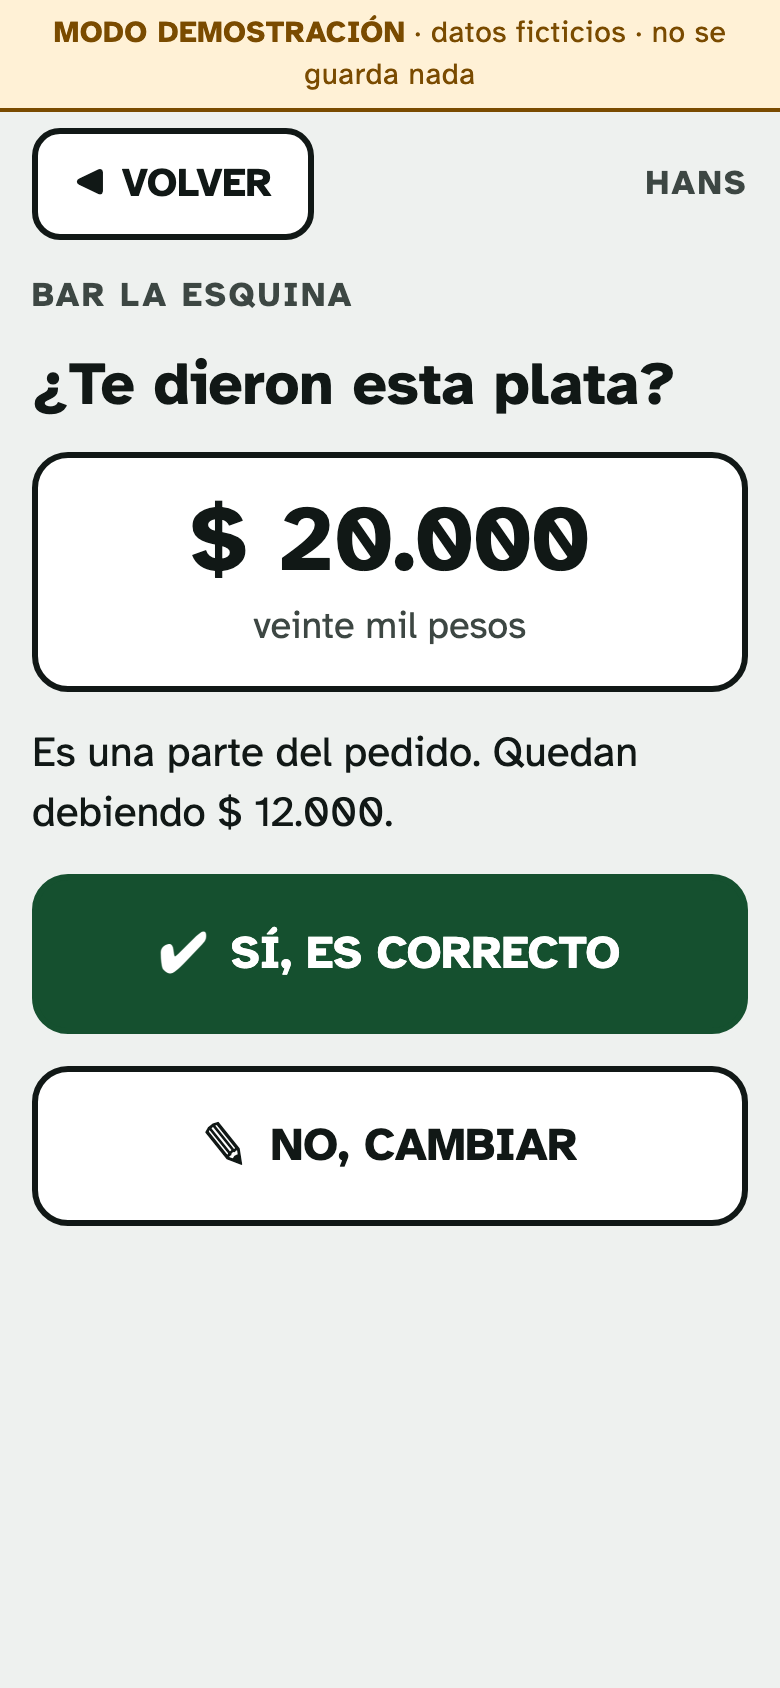 MODO DEMOSTRACIÓN · datos ficticios · no se
guarda nada
◀ VOLVER
HANS
BAR LA ESQUINA
¿Te dieron esta plata?
$ 20.000
veinte mil pesos
Es una parte del pedido. Quedan
debiendo $ 12.000.
✔ SÍ, ES CORRECTO
✎ NO, CAMBIAR